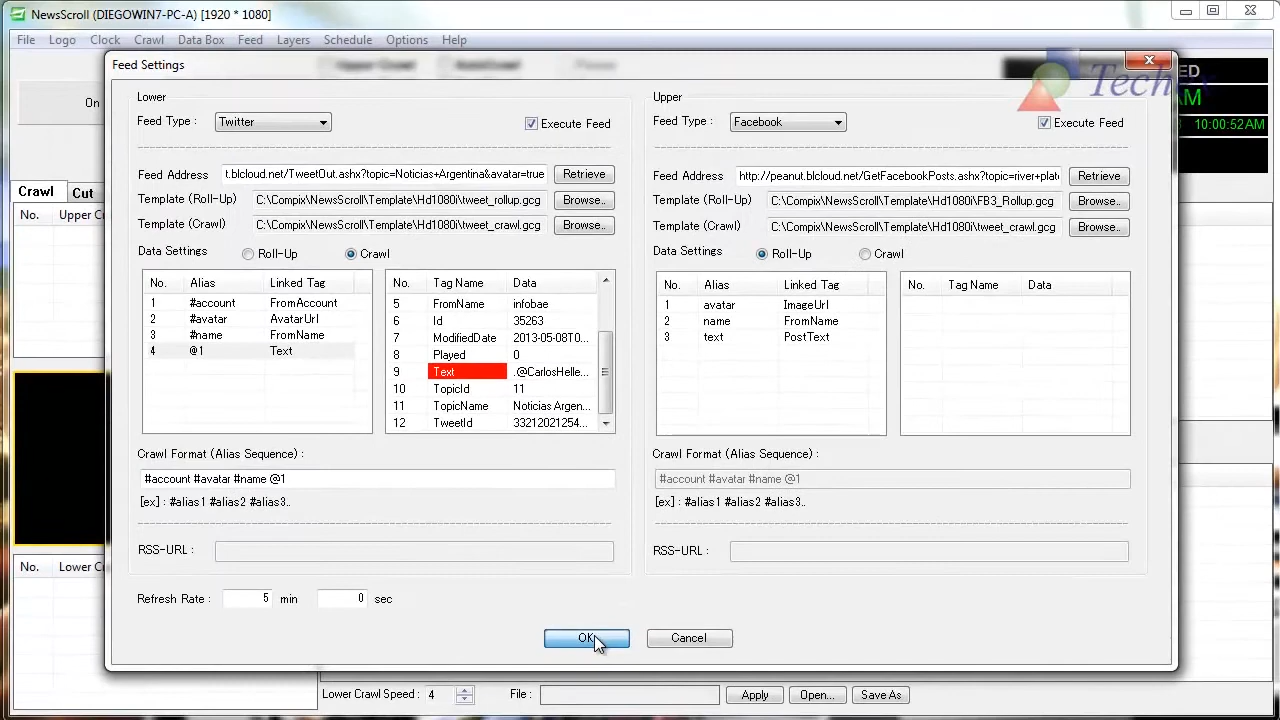 NewsScroll (DIEGOWIN7-PC-A) [1920 * 1080]
File Logo Clock Crawl Data Box Feed Layers Schedule Options Help
Feed Settings
Upper Crawl
On
ED
AM
10:00:52AM
Techex
Lower
Feed Type : Twitter Execute Feed
Feed Address t.blcloud.net/TweetOut.ashx?topic=Noticias+Argentina&avatar=true Retrieve
Template (Roll-Up) C:\Compix\NewsScroll\Template\Hd1080i\tweet_rollup.gcg Browse..
Template (Crawl) C:\Compix\NewsScroll\Template\Hd1080i\tweet_crawl.gcg Browse..
Data Settings Roll-Up Crawl
No. Alias Linked Tag
1 #account FromAccount
2 #avatar AvatarUrl
3 #name FromName
4 @1 Text
No. Tag Name Data
5 FromName infobae
6 Id 35263
7 ModifiedDate 2013-05-08T0...
8 Played 0
9 Text .@CarlosHelle...
10 TopicId 11
11 TopicName Noticias Argen...
12 TweetId 33212021254...
Crawl Format (Alias Sequence) :
#account #avatar #name @1
[ex] : #alias1 #alias2 #alias3..
RSS-URL :
Refresh Rate : 5 min 0 sec
Upper
Feed Type : Facebook Execute Feed
Feed Address http://peanut.blcloud.net/GetFacebookPosts.ashx?topic=river+plat Retrieve
Template (Roll-Up) C:\Compix\NewsScroll\Template\Hd1080i\FB3_Rollup.gcg Browse..
Template (Crawl) C:\Compix\NewsScroll\Template\Hd1080i\tweet_crawl.gcg Browse..
Data Settings Roll-Up Crawl
No. Alias Linked Tag
1 avatar ImageUrl
2 name FromName
3 text PostText
No. Tag Name Data
Crawl Format (Alias Sequence) :
#account #avatar #name @1
[ex] : #alias1 #alias2 #alias3..
RSS-URL :
OK Cancel
Crawl Cut
No. Upper C
No. Lower C
Lower Crawl Speed : 4 File : Apply Open... Save As